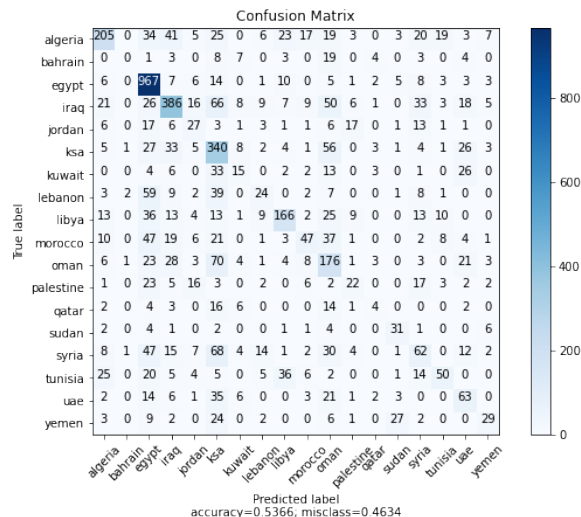 Confusion Matrix
algeria 205 0 34 41 5 25 0 6 23 17 19 3 0 3 20 19 3 7
bahrain 0 0 1 3 0 8 7 0 3 0 19 0 4 0 3 0 4 0
egypt 6 0 967 7 6 14 0 1 10 0 5 1 2 5 8 3 3 3
iraq 21 0 26 386 16 66 8 9 7 9 50 6 1 0 33 3 18 5
jordan 6 0 17 6 27 3 1 3 1 1 6 17 0 1 13 1 1 0
ksa 5 1 27 33 5 340 8 2 4 1 56 0 3 1 4 1 26 3
kuwait 0 0 4 6 0 33 15 0 2 2 13 0 3 0 1 0 26 0
lebanon 3 2 59 9 2 39 0 24 0 2 7 0 0 1 8 1 0 0
libya 13 0 36 13 4 13 1 9 166 2 25 9 0 0 13 10 0 0
morocco 10 0 47 19 6 21 0 1 3 47 37 1 0 0 2 8 4 1
oman 6 1 23 28 3 70 4 1 4 8 176 1 3 0 3 0 21 3
palestine 1 0 23 5 16 3 0 2 0 6 2 22 0 0 17 3 2 2
qatar 2 0 4 3 0 16 6 0 0 0 14 1 4 0 0 0 2 0
sudan 2 0 4 1 0 2 0 0 1 1 4 0 0 31 1 0 0 6
syria 8 1 47 15 7 68 4 14 1 2 30 4 0 1 62 0 12 2
tunisia 25 0 20 5 4 5 0 5 36 6 2 2 0 1 14 50 0 0
uae 2 0 14 6 1 35 6 0 0 3 21 1 2 3 0 0 63 0
yemen 3 0 9 2 0 24 0 2 0 0 6 1 0 27 2 0 0 29
True label
algeria bahrain egypt iraq jordan ksa kuwait lebanon libya morocco oman palestine qatar sudan syria tunisia uae yemen
Predicted label
accuracy=0.5366; misclass=0.4634
800
600
400
200
0